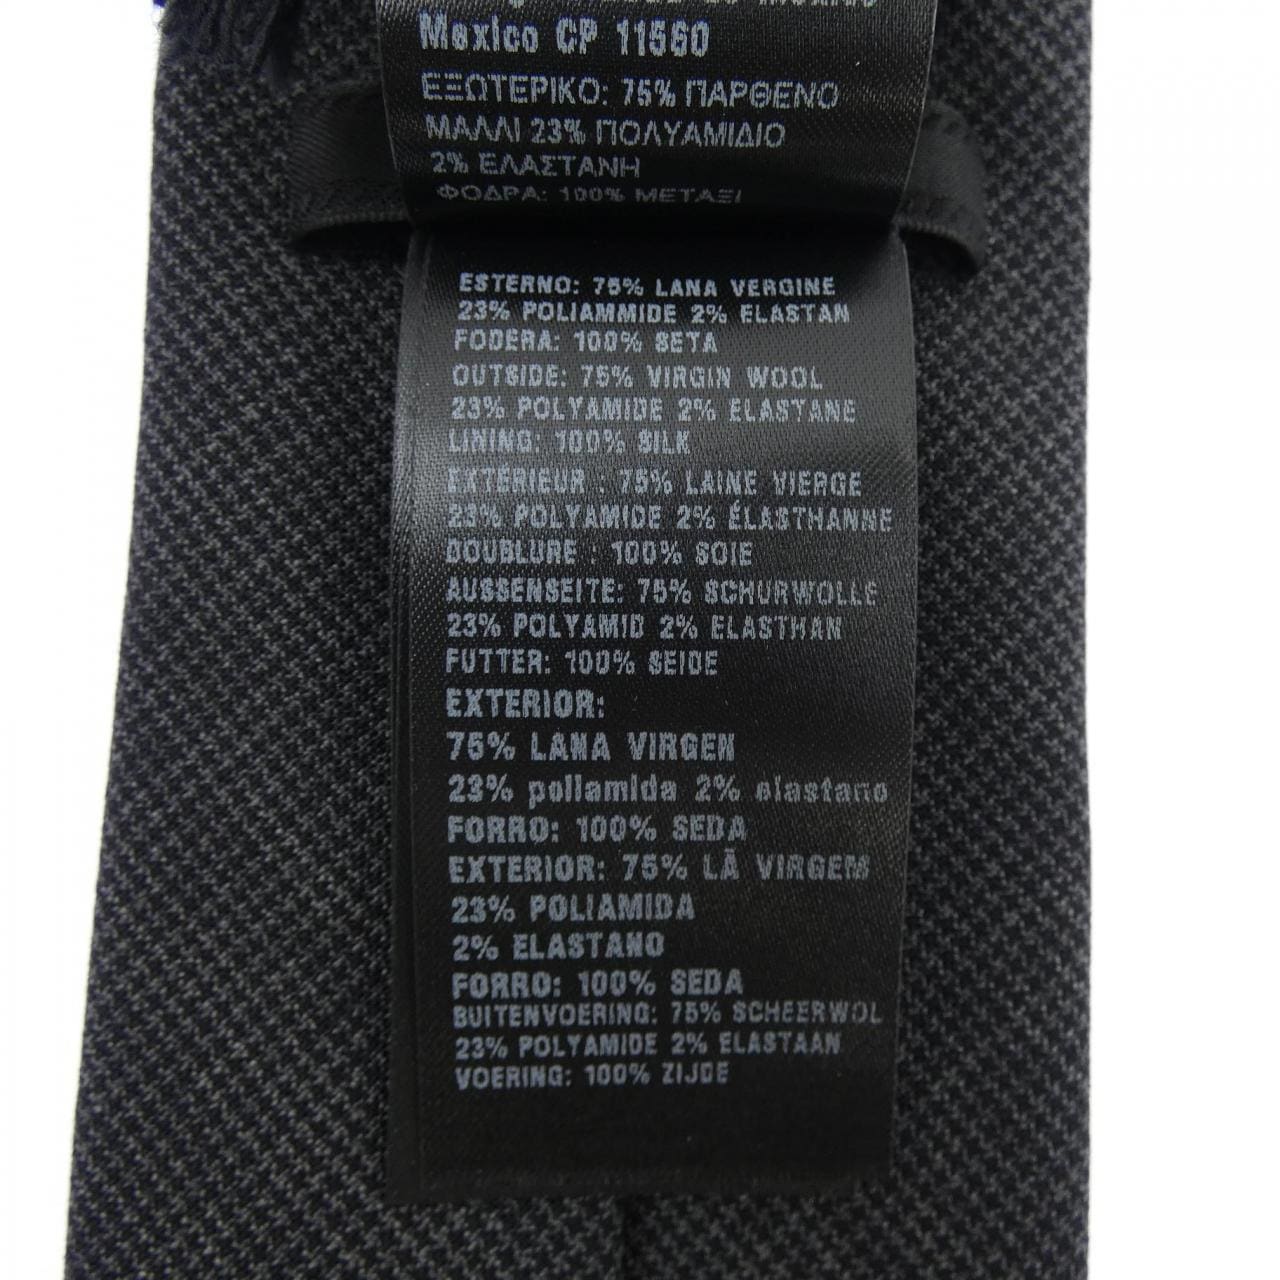 Mexico CP 11560
ΕΞΩΤΕΡΙΚΟ: 75% ΠΑΡΘΕΝΟ
ΜΑΛΛΙ 23% ΠΟΛΥΑΜΙΔΙΟ
2% ΕΛΑΣΤΑΝΗ
ΦΟΔΡΑ: 100% ΜΕΤΑΞΙ
ESTERNO: 75% LANA VERGINE
23% POLIAMMIDE 2% ELASTAN
FODERA: 100% SETA
OUTSIDE: 75% VIRGIN WOOL
23% POLYAMIDE 2% ELASTANE
LINING: 100% SILK
EXTÉRIEUR : 75% LAINE VIERGE
23% POLYAMIDE 2% ÉLASTHANNE
DOUBLURE : 100% SOIE
AUSSENSEITE: 75% SCHURWOLLE
23% POLYAMID 2% ELASTHAN
FUTTER: 100% SEIDE
EXTERIOR:
75% LANA VIRGEN
23% poliamida 2% elastano
FORRO: 100% SEDA
EXTERIOR: 75% LÃ VIRGEM
23% POLIAMIDA
2% ELASTANO
FORRO: 100% SEDA
BUITENVOERING: 75% SCHEERWOL
23% POLYAMIDE 2% ELASTAAN
VOERING: 100% ZIJDE